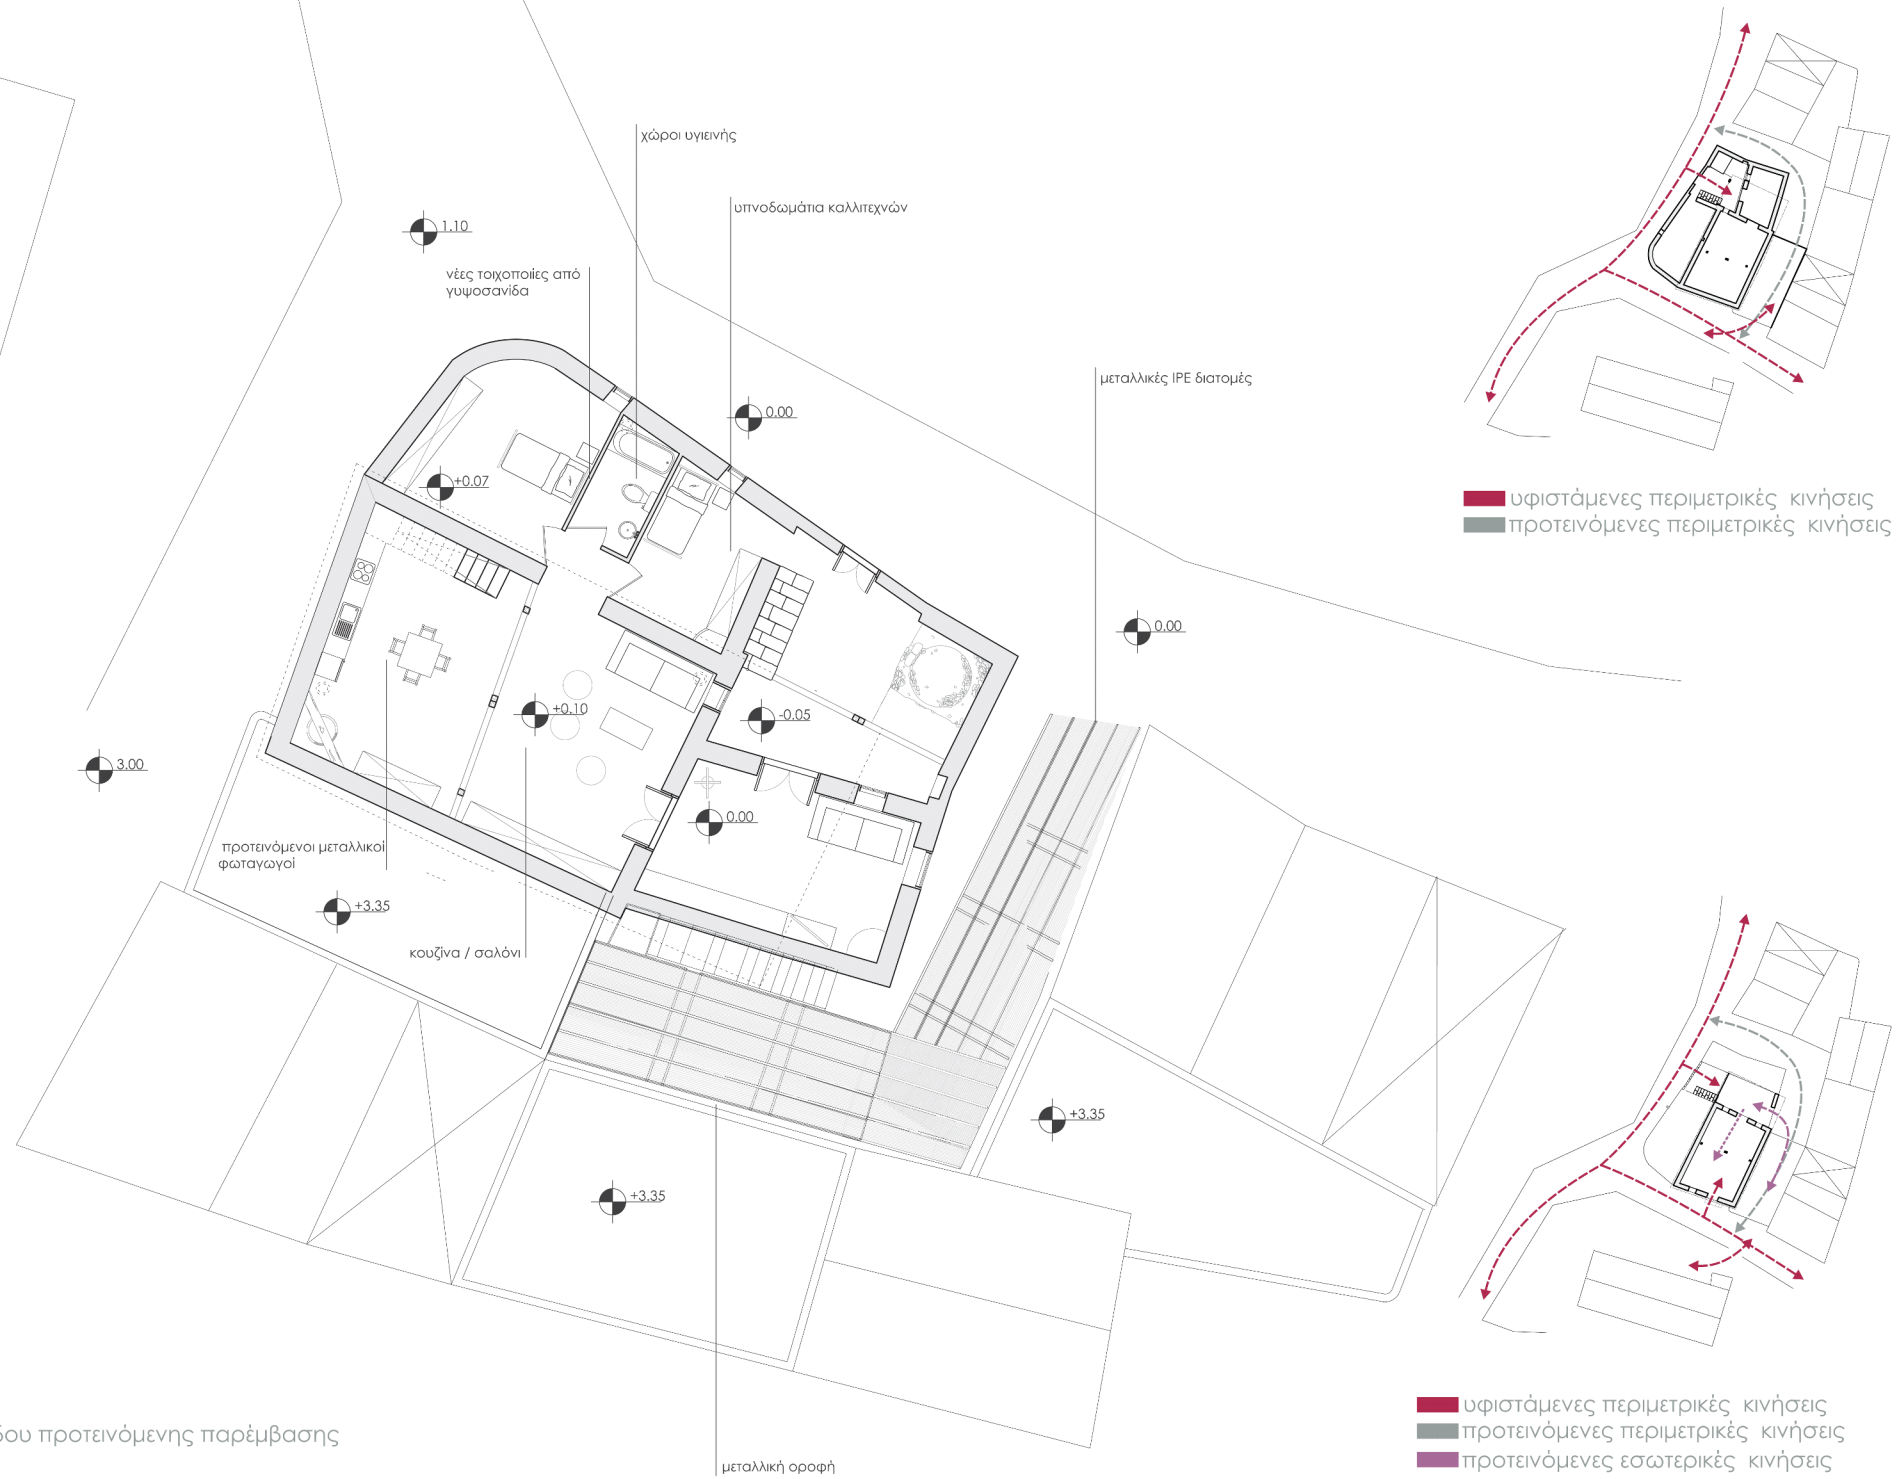 χώροι υγιεινής
υπνοδωμάτια καλλιτεχνών
1.10
νέες τοιχοποιίες από
γυψοσανίδα
μεταλλικές IPE διατομές
0.00
+0.07
0.00
+0.10
-0.05
3.00
0.00
προτεινόμενοι μεταλλικοί
φωταγωγοί
+3.35
κουζίνα / σαλόνι
+3.35
+3.35
μεταλλική οροφή
προτεινόμενης παρέμβασης
υφιστάμενες περιμετρικές κινήσεις
προτεινόμενες περιμετρικές κινήσεις
υφιστάμενες περιμετρικές κινήσεις
προτεινόμενες περιμετρικές κινήσεις
προτεινόμενες εσωτερικές κινήσεις